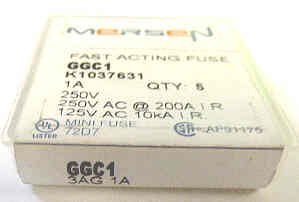 MERSEN
FAST ACTING FUSE
GGC1
K1037631
1A QTY: 5
250V
250V AC @ 200A I.R.
125V AC 10kA I.R.
MINI FUSE
LISTED
72D7
GGC1
3AG 1A